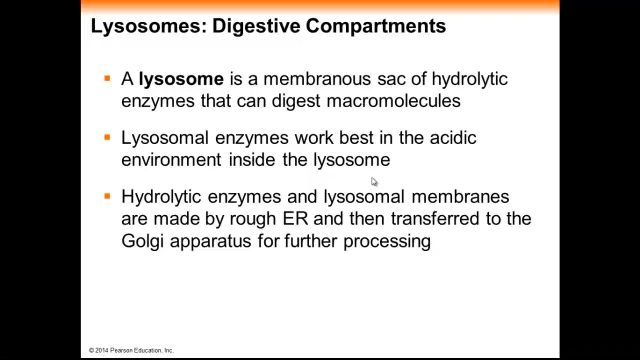 Lysosomes: Digestive Compartments
▪ A lysosome is a membranous sac of hydrolytic
enzymes that can digest macromolecules
▪ Lysosomal enzymes work best in the acidic
environment inside the lysosome
▪ Hydrolytic enzymes and lysosomal membranes
are made by rough ER and then transferred to the
Golgi apparatus for further processing
© 2014 Pearson Education, Inc.